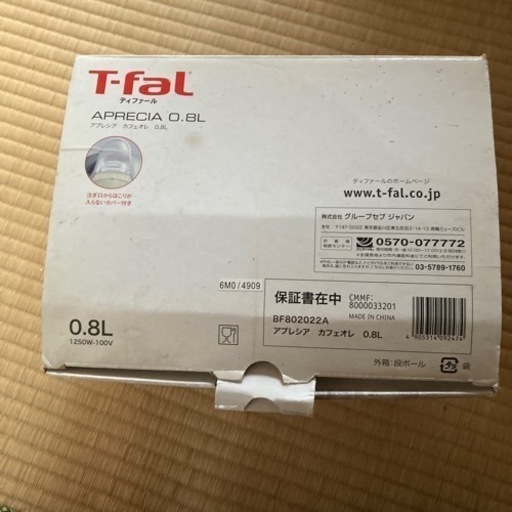 T-faL
ティファール
APRECIA 0.8L
アプレシア カフェオレ 0.8L
注ぎ口からほこりが
入らないカバー付き
ティファールのホームページ
www.t-fal.co.jp
株式会社 グループセブ ジャパン
0570-077772
03-5789-1760
6M0 / 4909
保証書在中
CMMF:
8000033201
BF802022A
MADE IN CHINA
アプレシア カフェオレ 0.8L
4 905314 092474
0.8L
1250W-100V
外箱:段ボール
袋